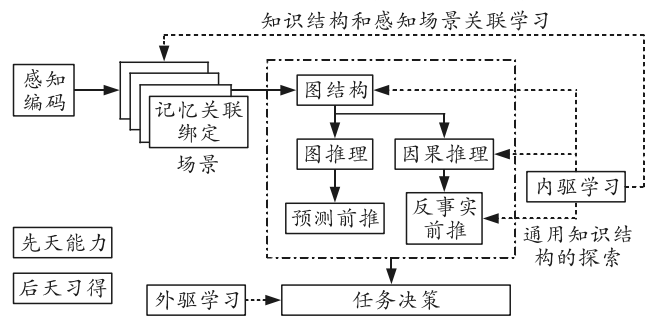 知识结构和感知场景关联学习
感知
编码
记忆关联
绑定
场景
图结构
图推理
因果推理
预测前推
反事实
前推
内驱学习
通用知识结
构的探索
先天能力
后天习得
外驱学习
任务决策